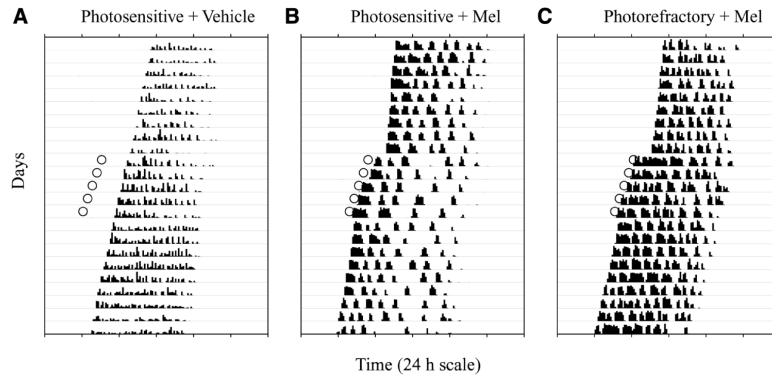 A Photosensitive + Vehicle
B Photosensitive + Mel
C Photorefractory + Mel
Days
Time (24 h scale)